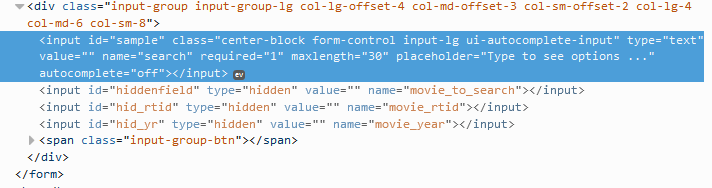 <div class="input-group input-group-lg col-lg-offset-4 col-md-offset-3 col-sm-offset-2 col-lg-4
col-md-6 col-sm-8">
<input id="sample" class="center-block form-control input-lg ui-autocomplete-input" type="text"
value="" name="search" required="1" maxlength="30" placeholder="Type to see options ..."
autocomplete="off"></input> ev
<input id="hiddenfield" type="hidden" value="" name="movie_to_search"></input>
<input id="hid_rtid" type="hidden" value="" name="movie_rtid"></input>
<input id="hid_yr" type="hidden" value="" name="movie_year"></input>
<span class="input-group-btn"></span>
</div>
</form>